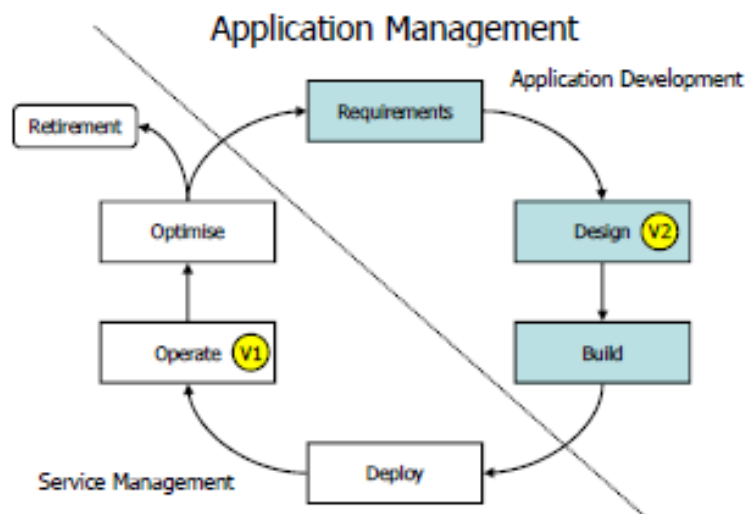 Application Management
Application Development
Requirements
Retirement
Optimise
Design V2
Operate V1
Build
Deploy
Service Management